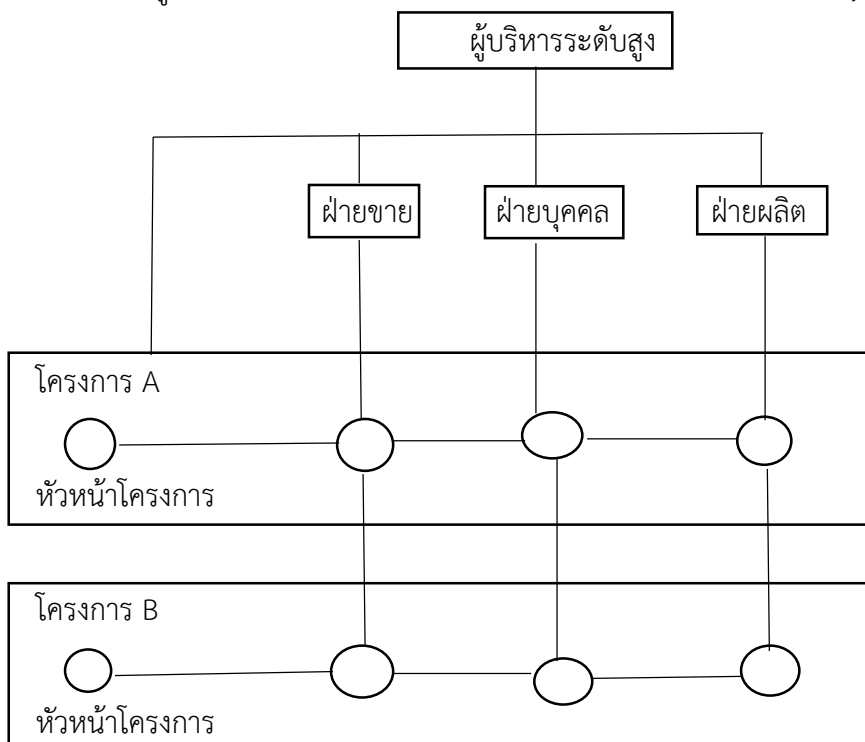 ผู้บริหารระดับสูง
ฝ่ายขาย
ฝ่ายบุคคล
ฝ่ายผลิต
โครงการ A
หัวหน้าโครงการ
โครงการ B
หัวหน้าโครงการ